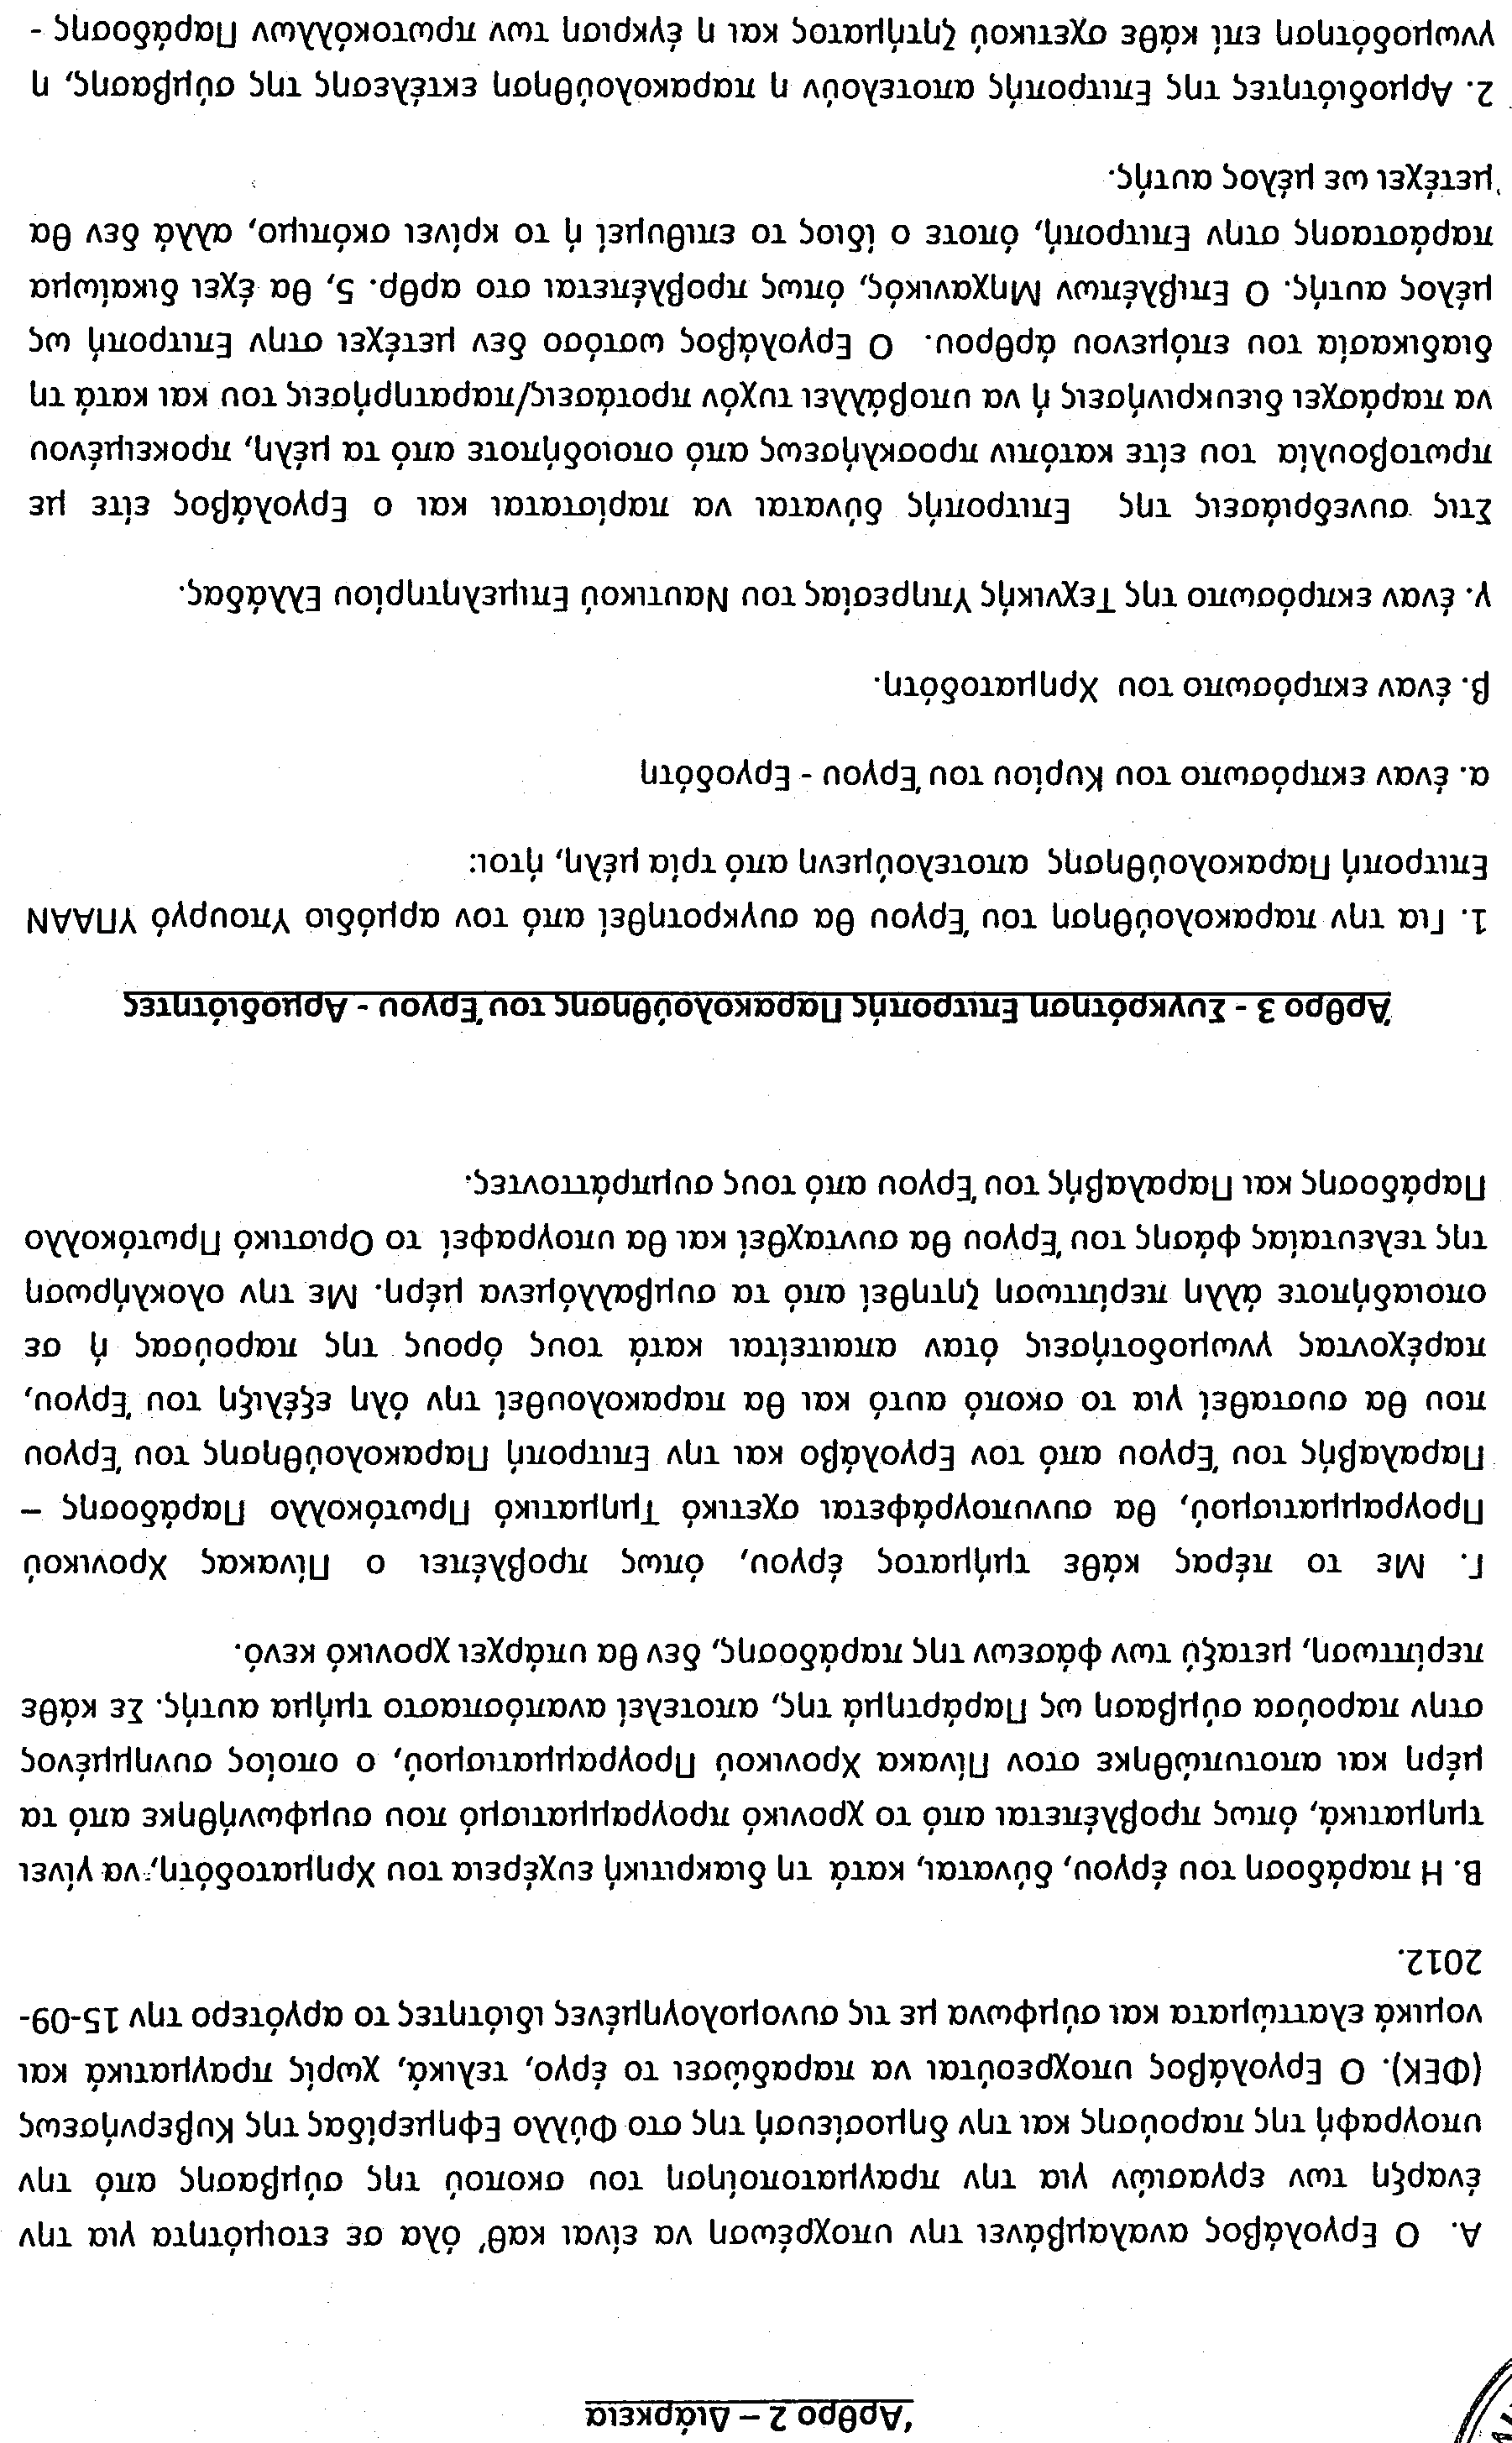 Άρθρο 2 – Διάρκεια
Α. Ο Εργολάβος αναλαμβάνει την υποχρέωση να είναι καθ΄ όλα σε ετοιμότητα για την
έναρξη των εργασιών για την πραγματοποίηση του σκοπού της σύμβασης από την
υπογραφή της παρούσης και την δημοσίευσή της στο Φύλλο Εφημερίδας της Κυβερνήσεως
(ΦΕΚ). Ο Εργολάβος υποχρεούται να παραδώσει το έργο, τελικά, χωρίς πραγματικά και
νομικά ελαττώματα και σύμφωνα με τις συνομολογημένες ιδιότητες το αργότερο την 15-09-
2012.
Β. Η παράδοση του έργου, δύναται, κατά τη διακριτική ευχέρεια του Χρηματοδότη, να γίνει
τμηματικά, όπως προβλέπεται από το χρονικό προγραμματισμό που συμφωνήθηκε από τα
μέρη και αποτυπώθηκε στον Πίνακα Χρονικού Προγραμματισμού, ο οποίος συνημμένος
στην παρούσα σύμβαση ως Παράρτημά της, αποτελεί αναπόσπαστο τμήμα αυτής. Σε κάθε
περίπτωση, μεταξύ των φάσεων της παράδοσης, δεν θα υπάρχει χρονικό κενό.
Γ. Με το πέρας κάθε τμήματος έργου, όπως προβλέπει ο Πίνακας Χρονικού
Προγραμματισμού, θα συνυπογράφεται σχετικό Τμηματικό Πρωτόκολλο Παράδοσης –
Παραλαβής του Έργου από τον Εργολάβο και την Επιτροπή Παρακολούθησης του Έργου
που θα συσταθεί για το σκοπό αυτό και θα παρακολουθεί την όλη εξέλιξη του Έργου,
παρέχοντας γνωμοδοτήσεις όταν απαιτείται κατά τους όρους της παρούσας ή σε
οποιαδήποτε άλλη περίπτωση ζητηθεί από τα συμβαλλόμενα μέρη. Με την ολοκλήρωση
της τελευταίας φάσης του Έργου θα συνταχθεί και θα υπογραφεί το Οριστικό Πρωτόκολλο
Παράδοσης και Παραλαβής του Έργου από τους συμπράττοντες.
Άρθρο 3 - Συγκρότηση Επιτροπής Παρακολούθησης του Έργου - Αρμοδιότητες
1. Για την παρακολούθηση του Έργου θα συγκροτηθεί από τον αρμόδιο Υπουργό ΥΠΑΑΝ
Επιτροπή Παρακολούθησης αποτελούμενη από τρία μέλη, ήτοι:
α. έναν εκπρόσωπο του Κυρίου του Έργου - Εργοδότη
β. έναν εκπρόσωπο του Χρηματοδότη.
γ. έναν εκπρόσωπο της Τεχνικής Υπηρεσίας του Ναυτικού Επιμελητηρίου Ελλάδας.
Στις συνεδριάσεις της Επιτροπής δύναται να παρίσταται και ο Εργολάβος είτε με
πρωτοβουλία του είτε κατόπιν προσκλήσεως από οποιοδήποτε από τα μέλη, προκειμένου
να παράσχει διευκρινήσεις ή να υποβάλλει τυχόν προτάσεις/παρατηρήσεις του και κατά τη
διαδικασία του επόμενου άρθρου. Ο Εργολάβος ωστόσο δεν μετέχει στην Επιτροπή ως
μέλος αυτής. Ο Επιβλέπων Μηχανικός, όπως προβλέπεται στο αρθρ. 5, θα έχει δικαίωμα
παράστασης στην Επιτροπή, όποτε ο ίδιος το επιθυμεί ή το κρίνει σκόπιμο, αλλά δεν θα
μετέχει ως μέλος αυτής.
2. Αρμοδιότητες της Επιτροπής αποτελούν η παρακολούθηση εκτέλεσης της σύμβασης, η
γνωμοδότηση επί κάθε σχετικού ζητήματος και η έγκριση των πρωτοκόλλων Παράδοσης -